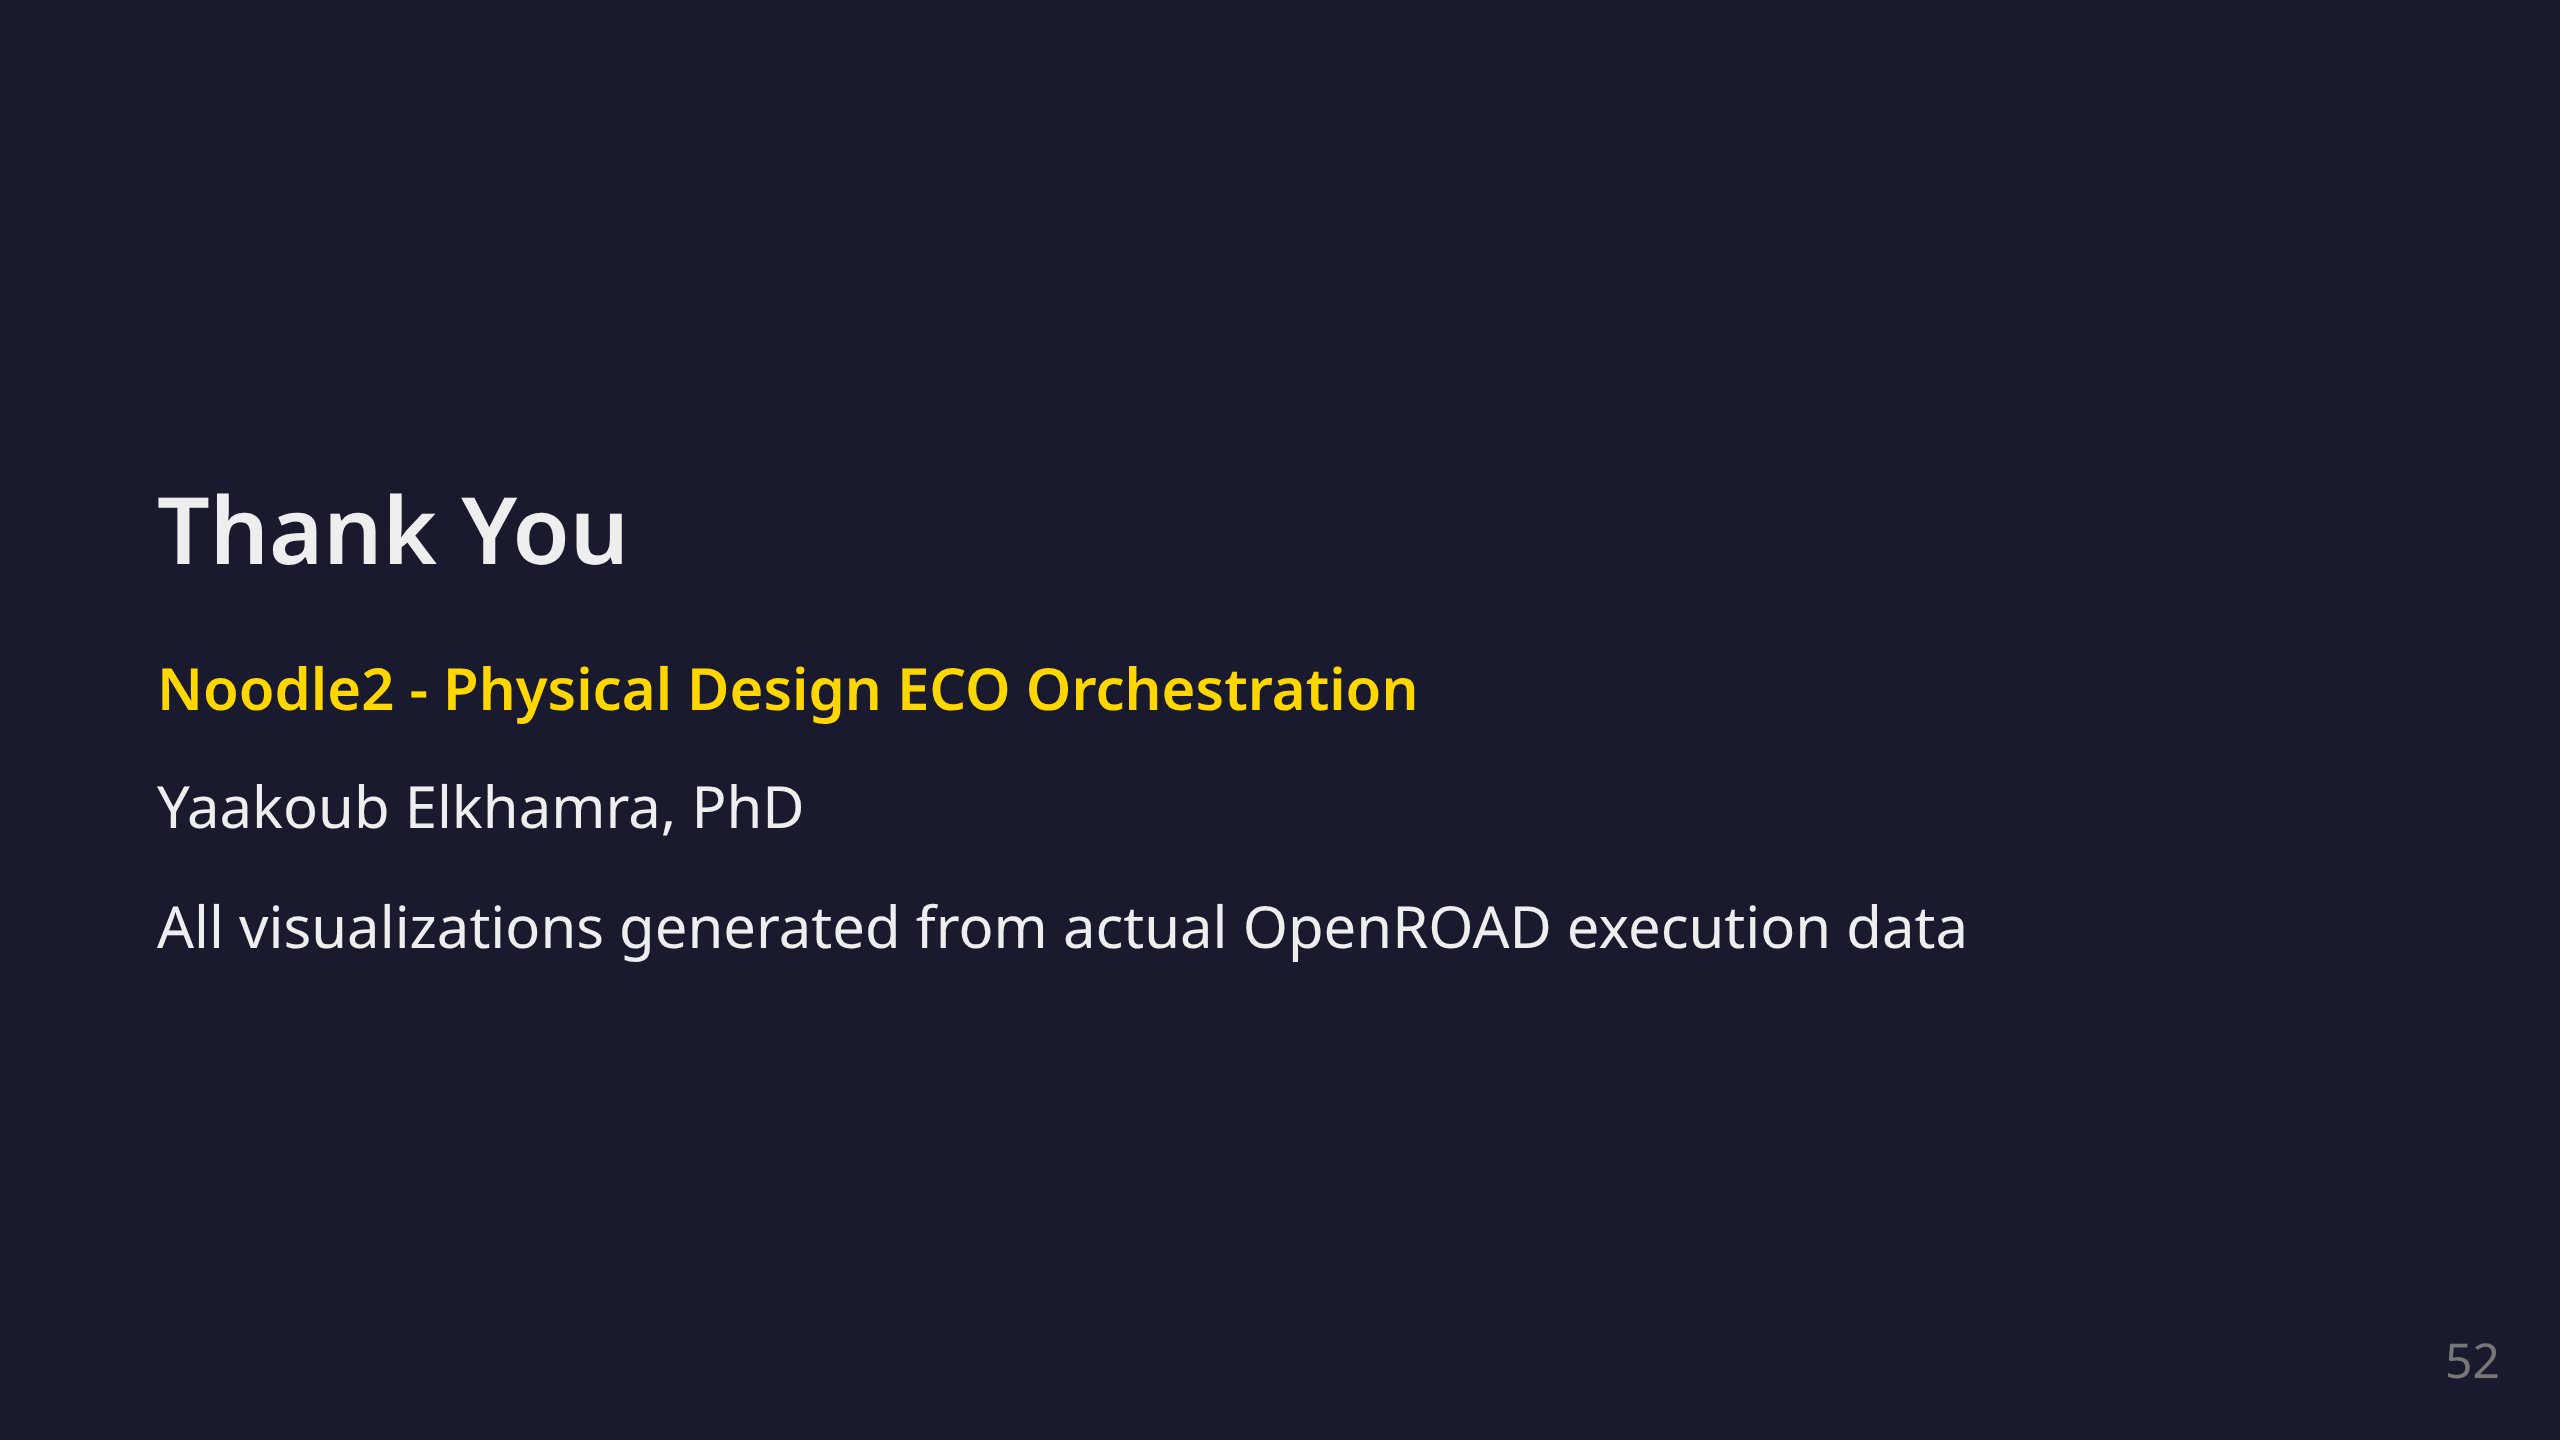 Thank You
Noodle2 - Physical Design ECO Orchestration
Yaakoub Elkhamra, PhD
All visualizations generated from actual OpenROAD execution data
52